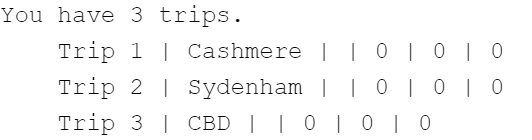 You have 3 trips.
Trip 1 | Cashmere | | 0 | 0 | 0
Trip 2 | Sydenham | | 0 | 0 | 0
Trip 3 | CBD | | 0 | 0 | 0